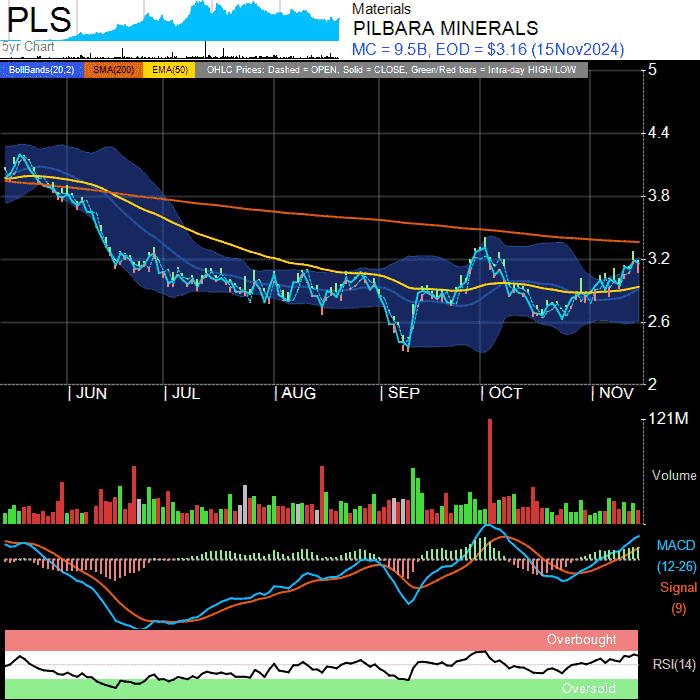 PLS
5yr Chart
Materials
PILBARA MINERALS
MC = 9.5B, EOD = $3.16 (15Nov2024)
BollBands(20,2) SMA(200) EMA(50) OHLC Prices: Dashed = OPEN, Solid = CLOSE, Green/Red bars = Intra-day HIGH/LOW
5
4.4
3.8
3.2
2.6
2
JUN JUL AUG SEP OCT NOV
121M
Volume
MACD
(12-26)
Signal
(9)
Overbought
RSI(14)
Oversold